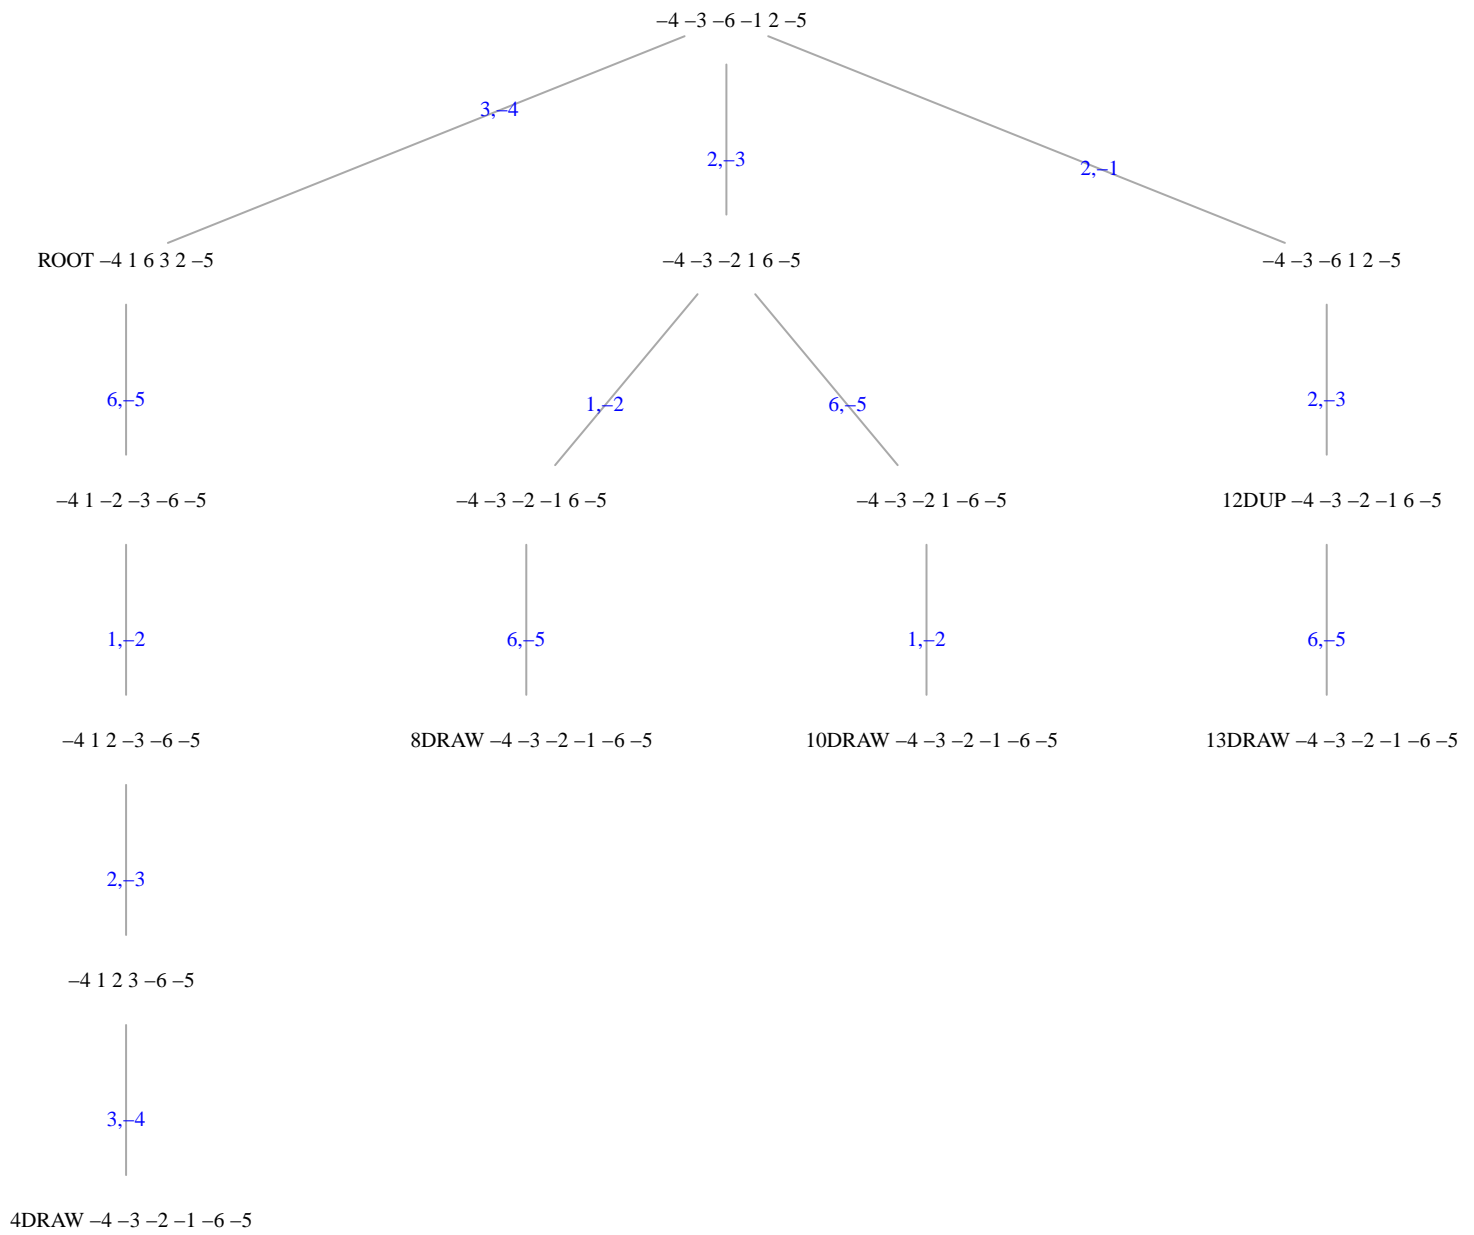 −4 −3 −6 −1 2 −5
3,−4
2,−3
2,−1
ROOT −4 1 6 3 2 −5
−4 −3 −2 1 6 −5
−4 −3 −6 1 2 −5
6,−5
1,−2
6,−5
2,−3
−4 1 −2 −3 −6 −5
−4 −3 −2 −1 6 −5
−4 −3 −2 1 −6 −5
12DUP −4 −3 −2 −1 6 −5
1,−2
6,−5
1,−2
6,−5
−4 1 2 −3 −6 −5
8DRAW −4 −3 −2 −1 −6 −5
10DRAW −4 −3 −2 −1 −6 −5
13DRAW −4 −3 −2 −1 −6 −5
2,−3
−4 1 2 3 −6 −5
3,−4
4DRAW −4 −3 −2 −1 −6 −5